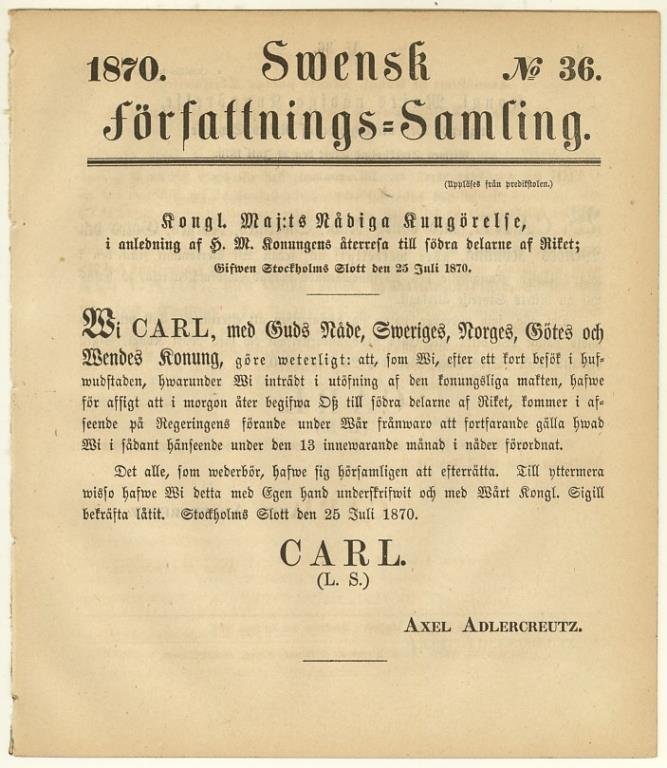 1870. Swensk № 36.
Författnings=Samling.
(Uppläses från predikstolen.)
Kongl. Maj:ts Nådiga Kungörelse,
i anledning af H. M. Konungens återresa till södra delarne af Riket;
Gifwen Stockholms Slott den 25 Juli 1870.
Wi CARL, med Guds Nåde, Sweriges, Norges, Götes och
Wendes Konung, göre weterligt: att, som Wi, efter ett kort besök i huf=
wudstaden, hwarunder Wi inträdt i utöfning af den konungsliga makten, hafwe
för afsigt att i morgon åter begifwa Oß till södra delarne af Riket, kommer i af=
seende på Regeringens förande under Wår frånwaro att fortfarande gälla hwad
Wi i sådant hänseende under den 13 innewarande månad i nåder förordnat.
Det alle, som wederbör, hafwe sig hörsamligen att efterrätta. Till yttermera
wisso hafwe Wi detta med Egen hand underskrifwit och med Wårt Kongl. Sigill
bekräfta låtit. Stockholms Slott den 25 Juli 1870.
CARL.
(L. S.)
AXEL ADLERCREUTZ.